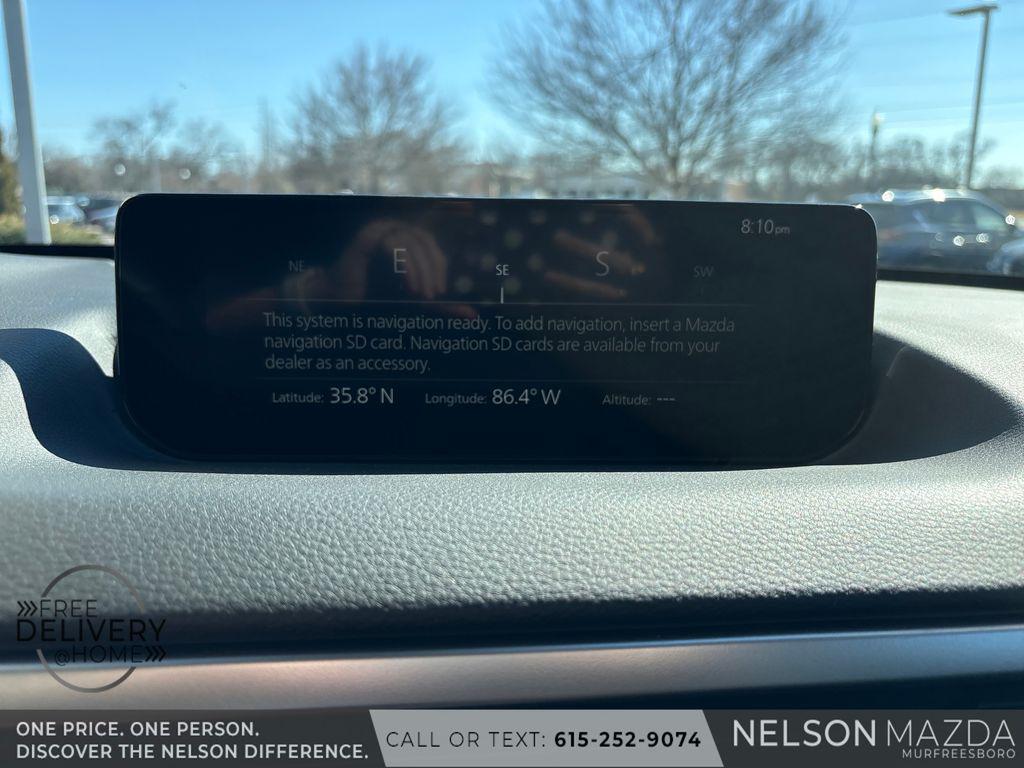 8:10pm
NE E SE S SW
This system is navigation ready. To add navigation, insert a Mazda
navigation SD card. Navigation SD cards are available from your
dealer as an accessory.
Latitude: 35.8° N Longitude: 86.4° W Altitude: ---
FREE
DELIVERY
@HOME
ONE PRICE. ONE PERSON.
DISCOVER THE NELSON DIFFERENCE.
CALL OR TEXT: 615-252-9074
NELSON MAZDA
MURFREESBORO